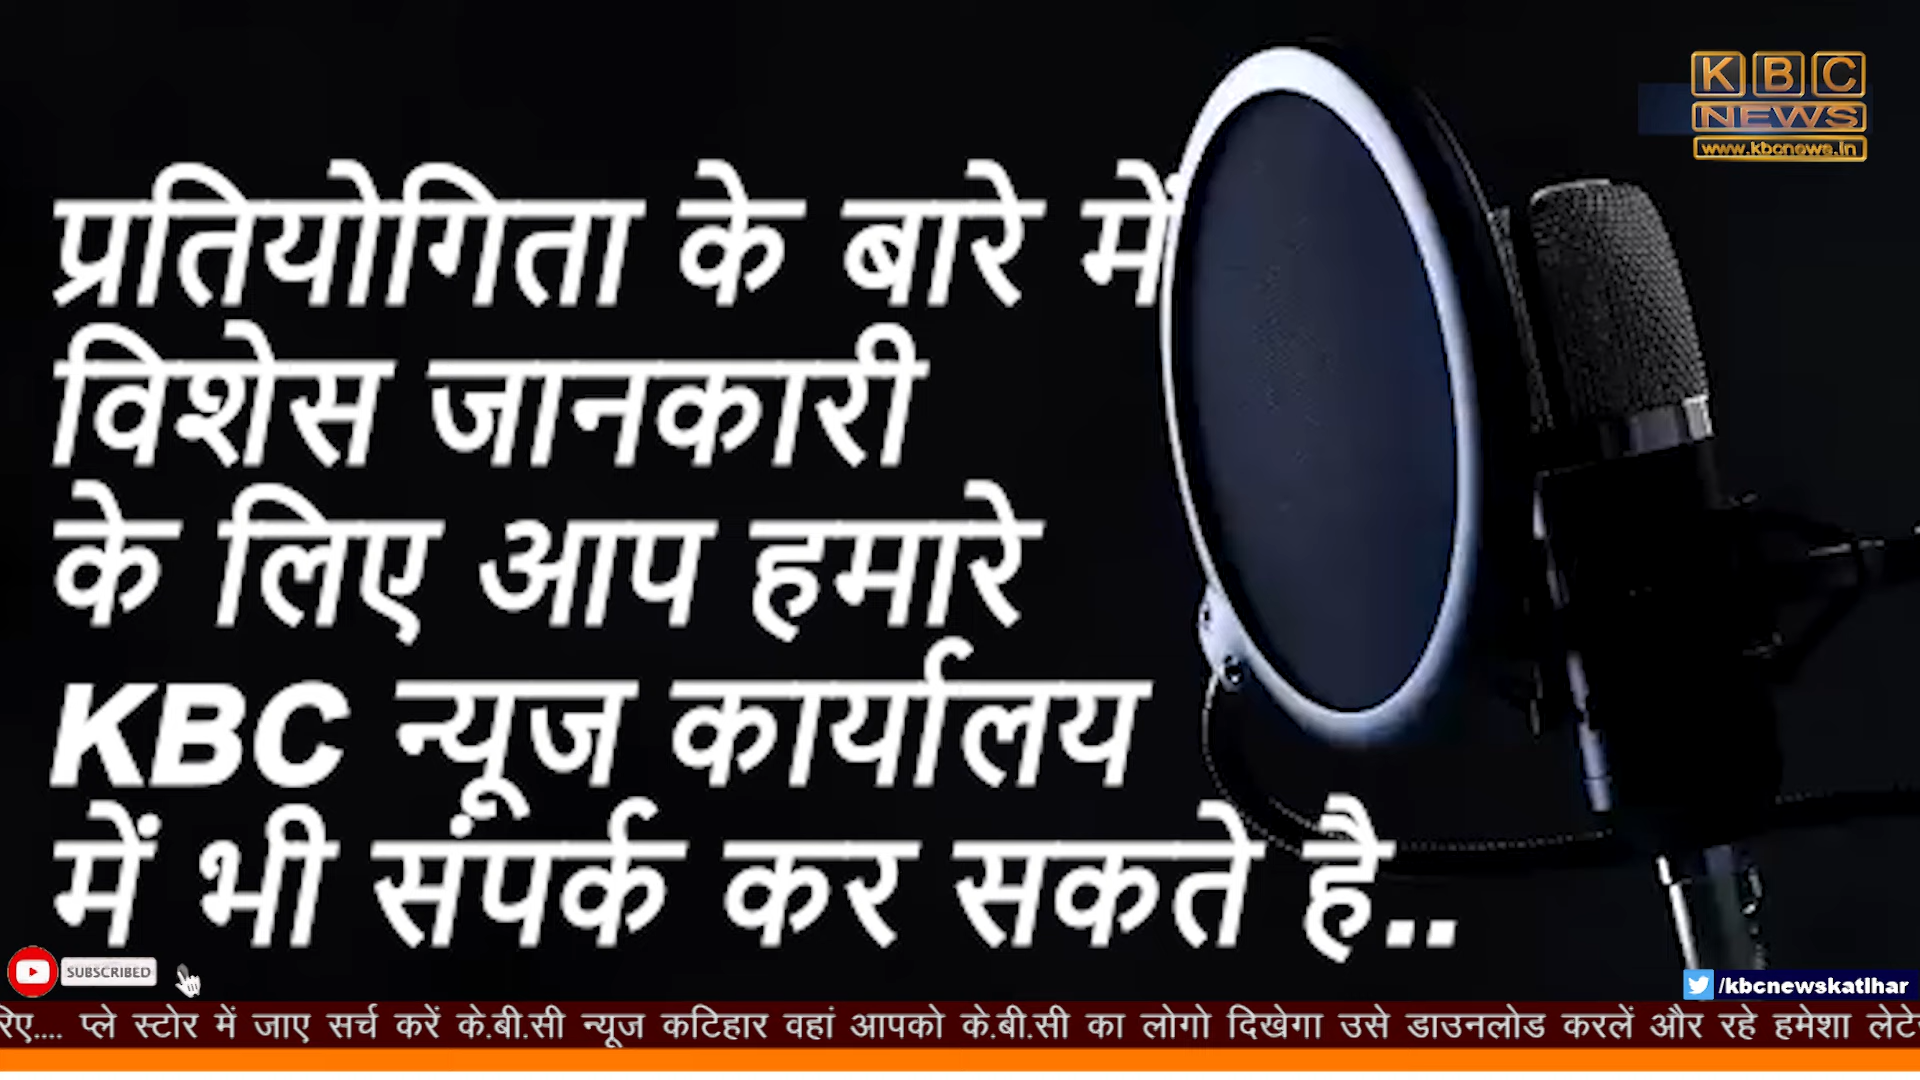 KBC
NEWS
www.kbcnews.in
प्रतियोगिता के बारे में
विशेस जानकारी
के लिए आप हमारे
KBC न्यूज कार्यालय
में भी संपर्क कर सकते है..
SUBSCRIBED
/kbcnewskatihar
प्ले स्टोर में जाए सर्च करें के.बी.सी न्यूज कटिहार वहां आपको के.बी.सी का लोगो दिखेगा उसे डाउनलोड करलें और रहे हमेशा